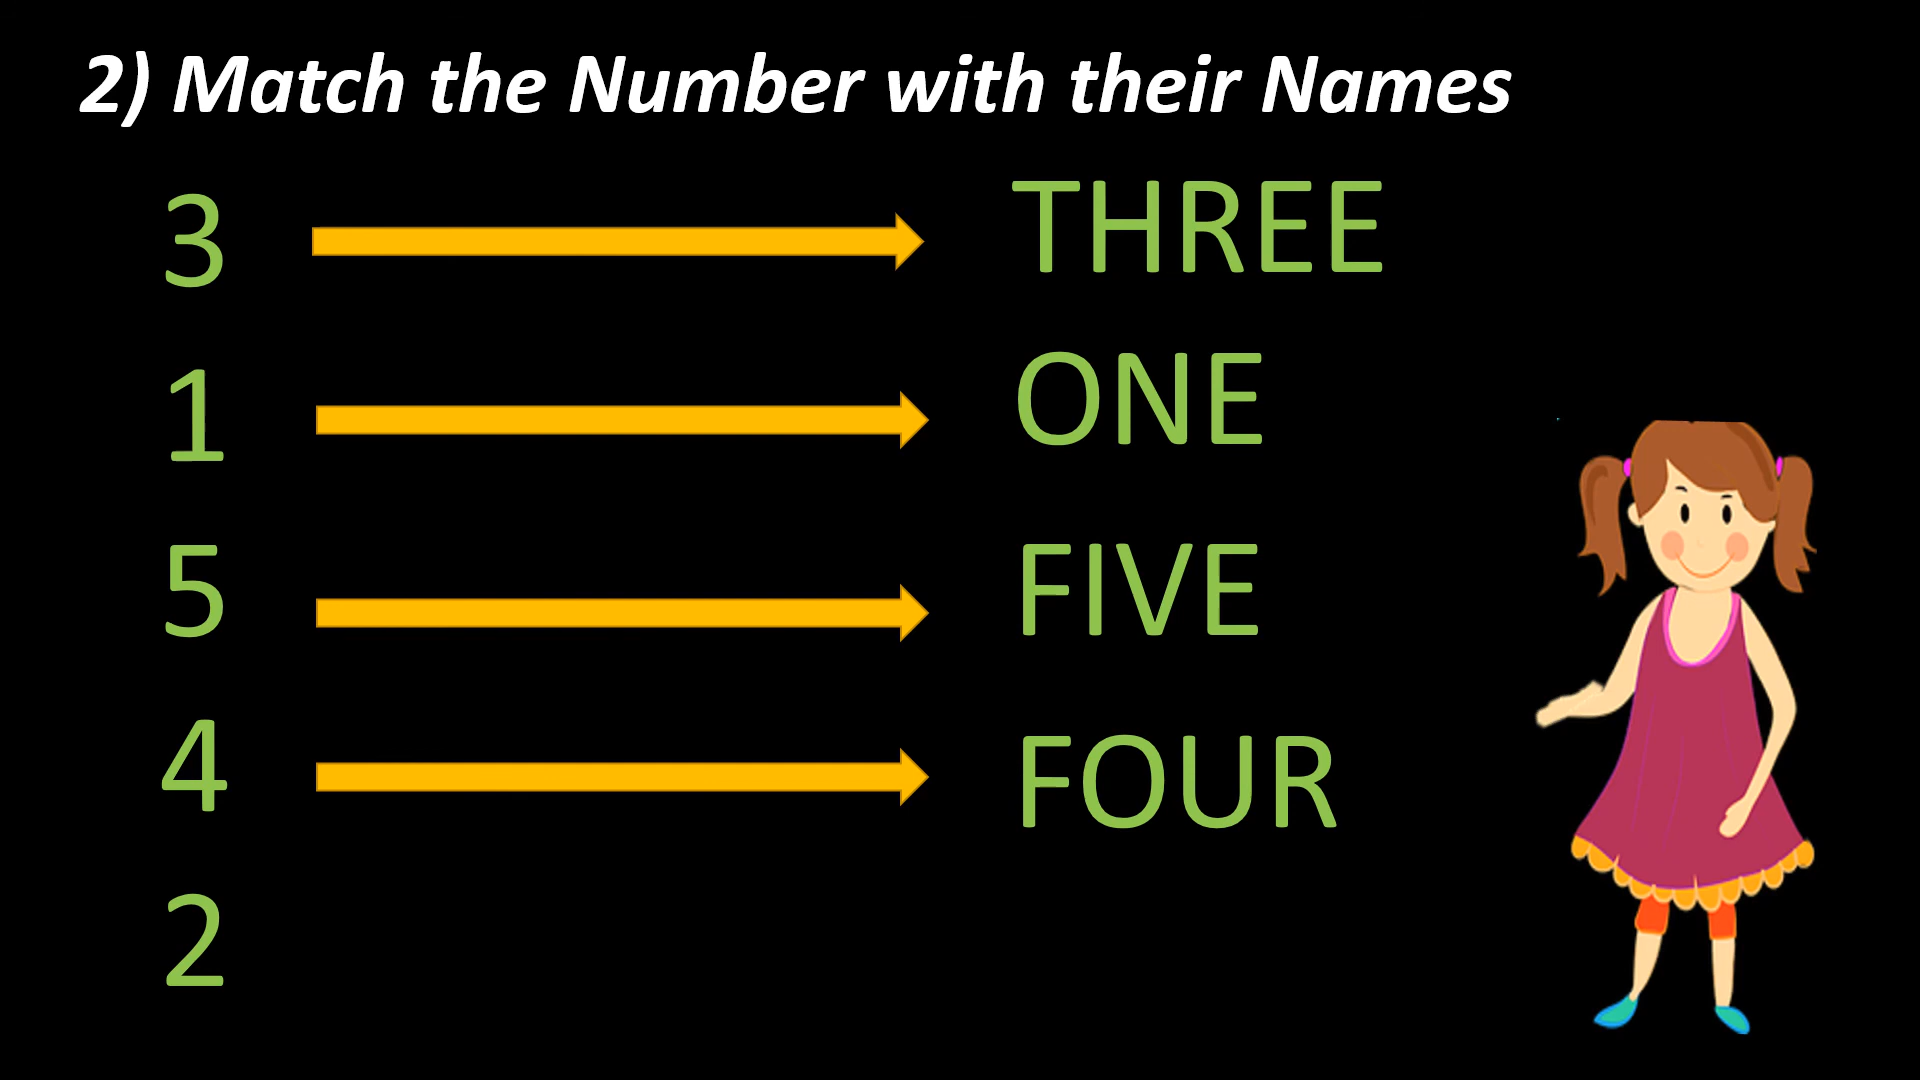 2) Match the Number with their Names
3 THREE
1 ONE
5 FIVE
4 FOUR
2